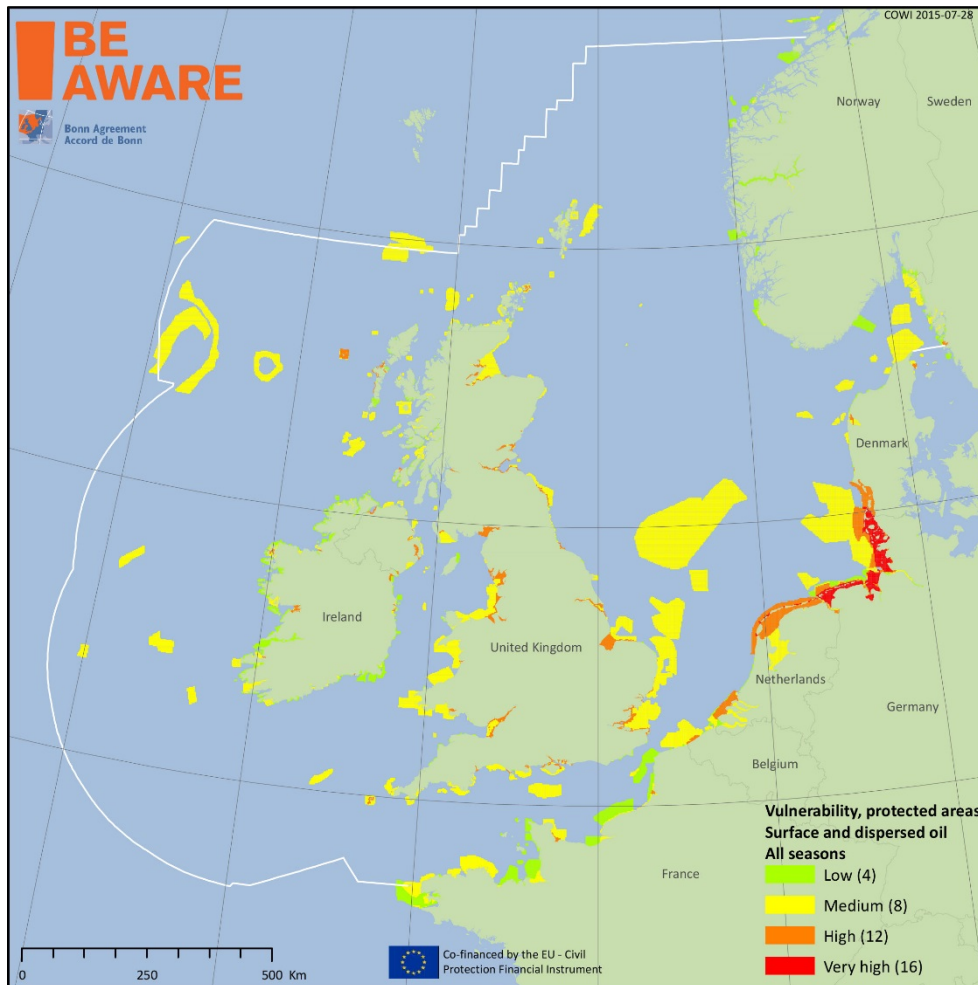 COWI 2015-07-28
BE
AWARE
Bonn Agreement
Accord de Bonn
Norway
Sweden
Denmark
Ireland
United Kingdom
Netherlands
Germany
Belgium
France
Vulnerability, protected areas
Surface and dispersed oil
All seasons
Low (4)
Medium (8)
High (12)
Very high (16)
0 250 500 Km
Co-financed by the EU - Civil
Protection Financial Instrument